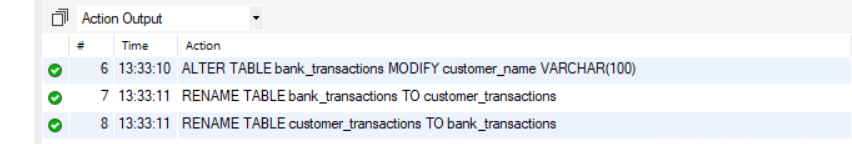 Action Output
# Time Action
6 13:33:10 ALTER TABLE bank_transactions MODIFY customer_name VARCHAR(100)
7 13:33:11 RENAME TABLE bank_transactions TO customer_transactions
8 13:33:11 RENAME TABLE customer_transactions TO bank_transactions